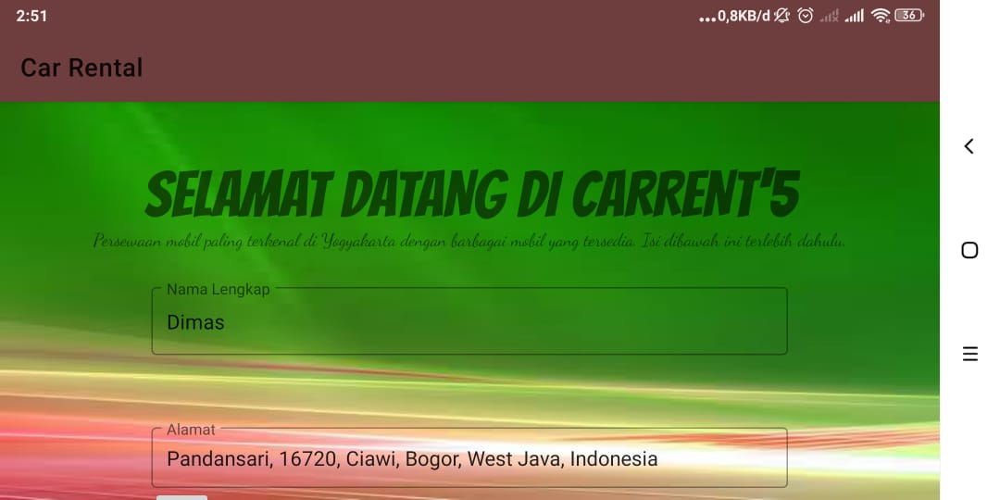 2:51
...0,8KB/d
36
Car Rental
SELAMAT DATANG DI CARRENT'5
Persewaan mobil paling terkenal di Yogyakarta dengan barbagai mobil yang tersedia. Isi dibawah ini terlebih dahulu.
Nama Lengkap
Dimas
Alamat
Pandansari, 16720, Ciawi, Bogor, West Java, Indonesia